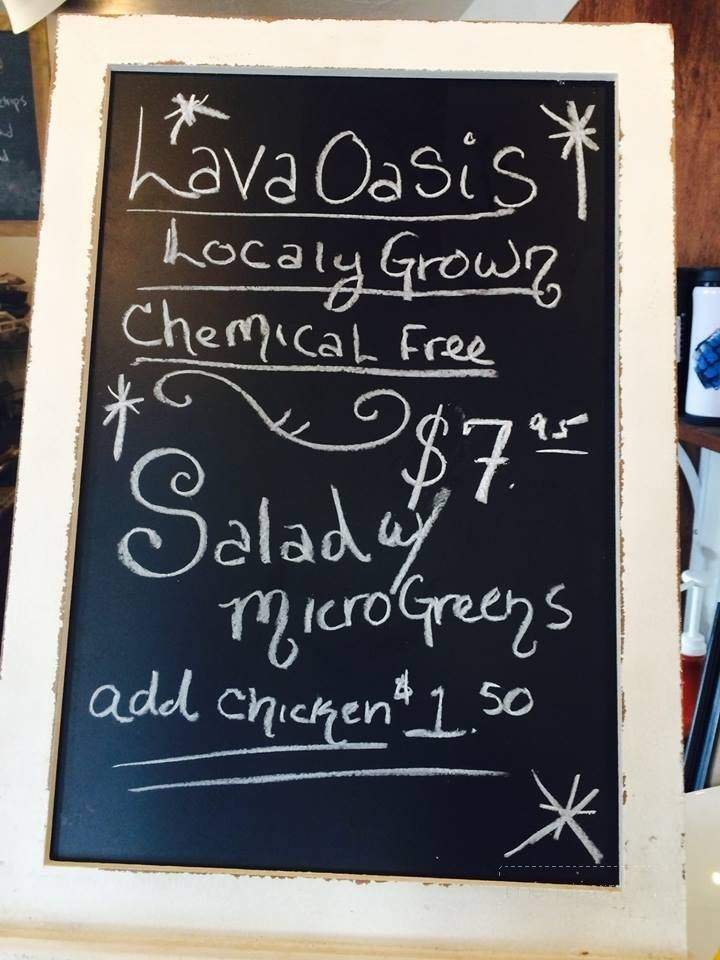 Lava Oasis
Localy Grown
Chemical Free
$7.95
Salad w/
MicroGreens
add chicken $1.50